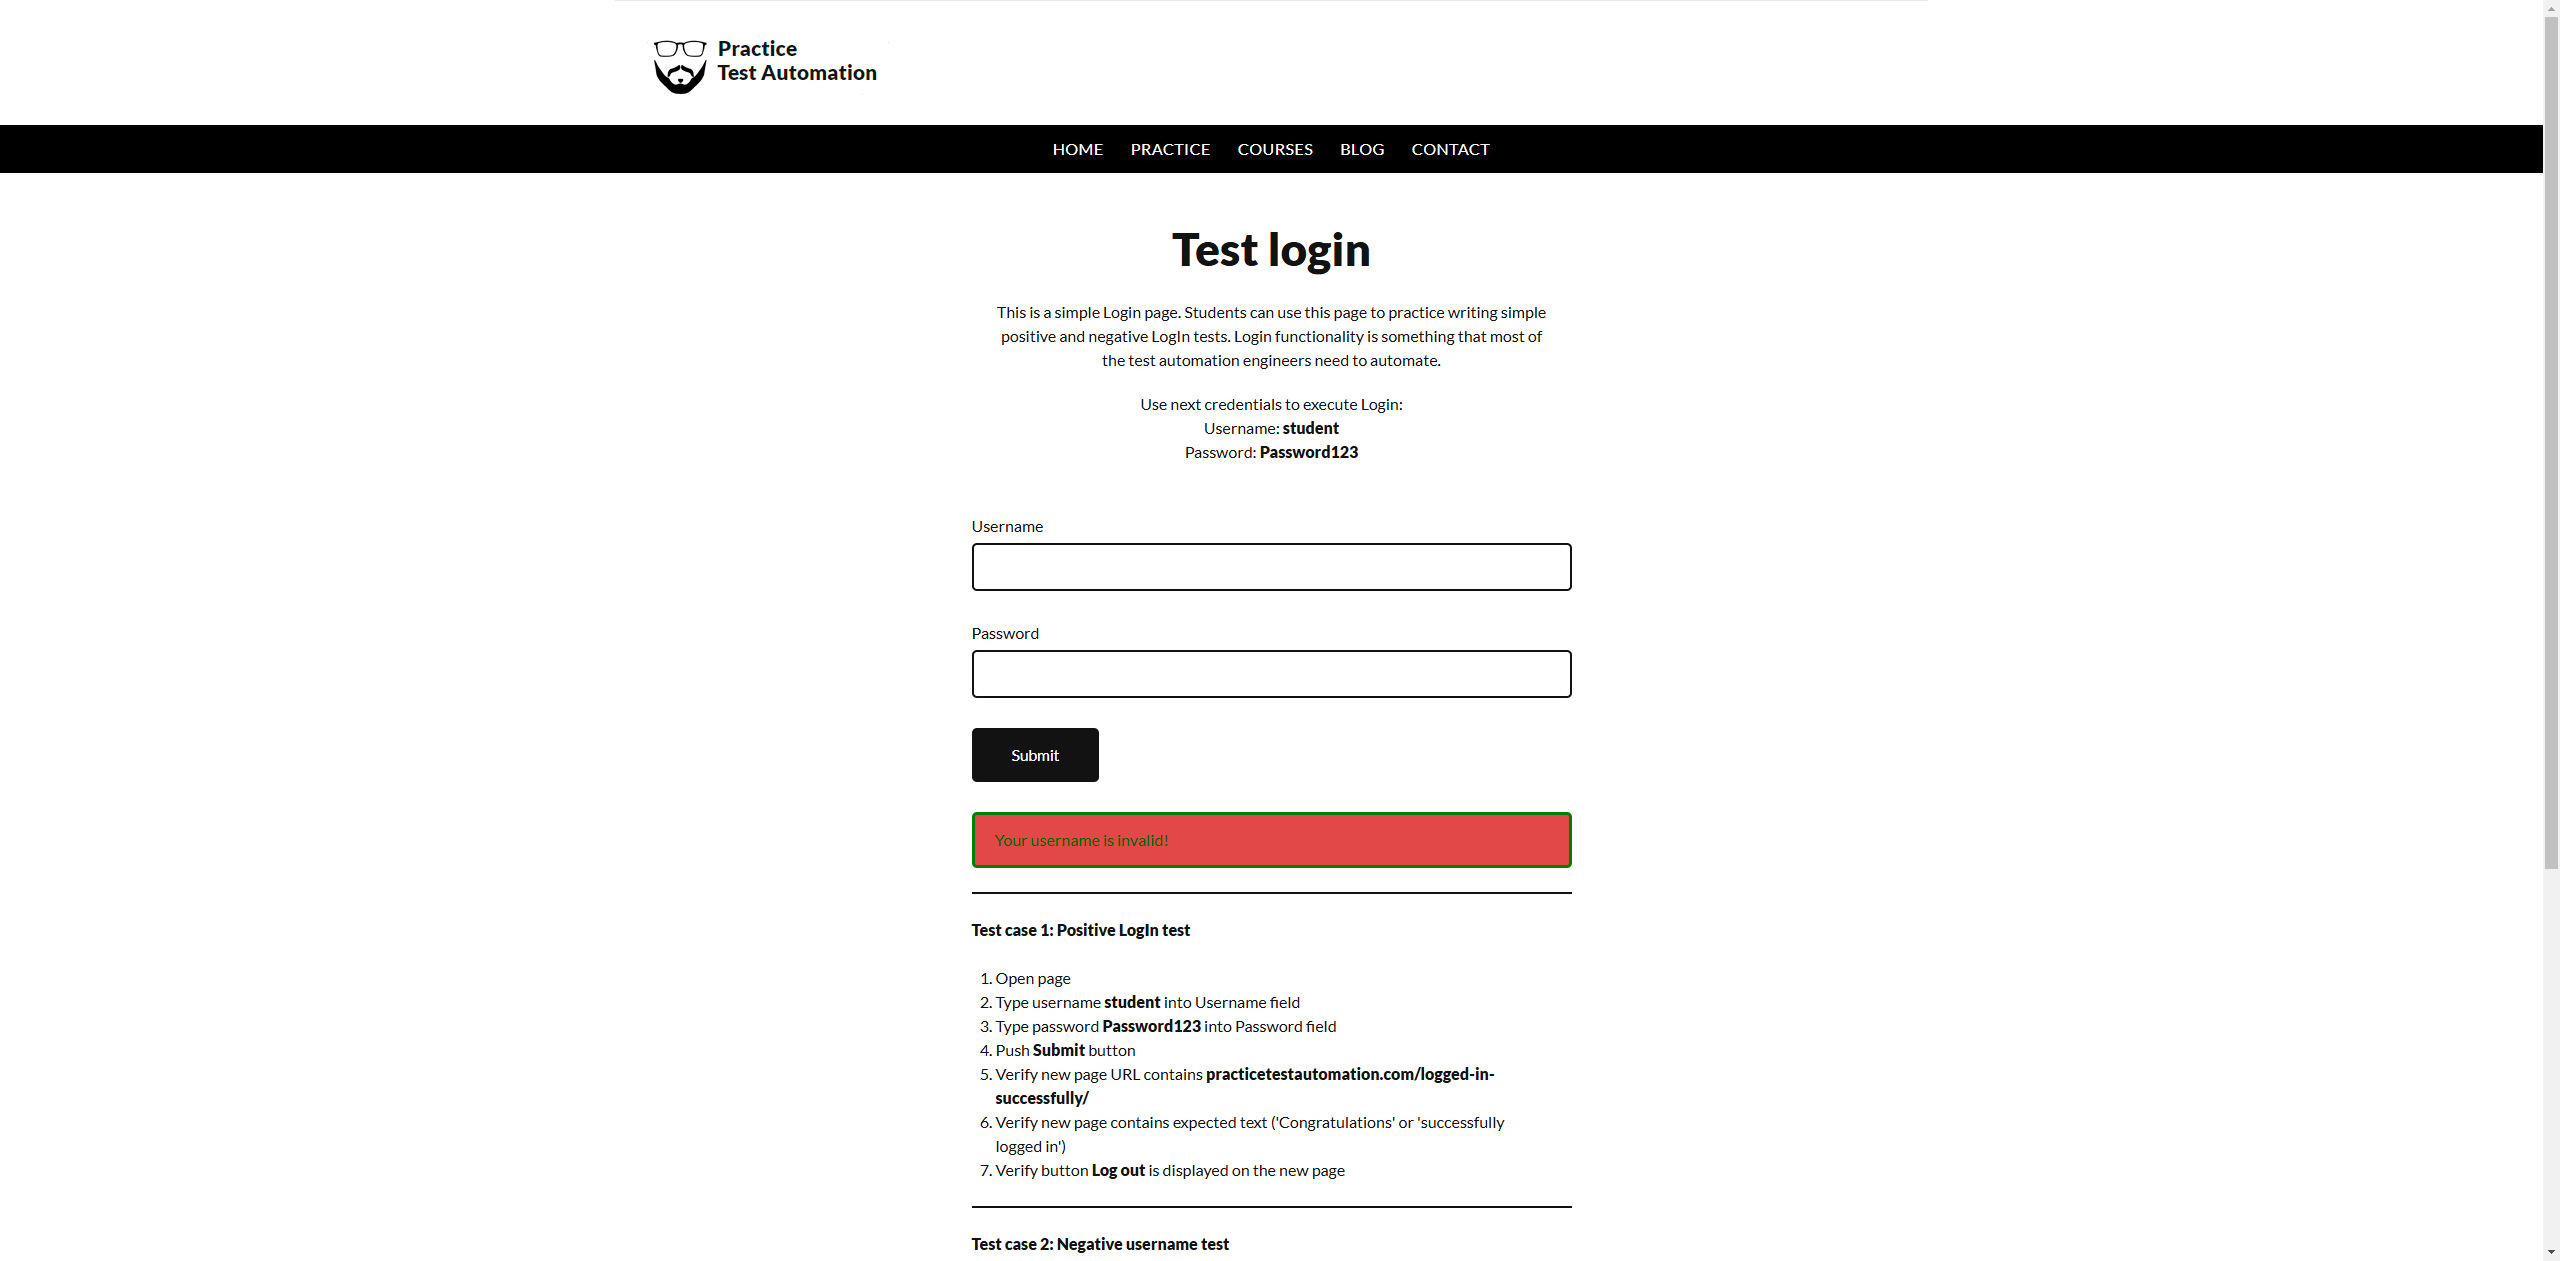 Practice
Test Automation
HOME PRACTICE COURSES BLOG CONTACT
Test login
This is a simple Login page. Students can use this page to practice writing simple
positive and negative LogIn tests. Login functionality is something that most of
the test automation engineers need to automate.
Use next credentials to execute Login:
Username: student
Password: Password123
Username
Password
Submit
Your username is invalid!
Test case 1: Positive LogIn test
1. Open page
2. Type username student into Username field
3. Type password Password123 into Password field
4. Push Submit button
5. Verify new page URL contains practicetestautomation.com/logged-in-
successfully/
6. Verify new page contains expected text ('Congratulations' or 'successfully
logged in')
7. Verify button Log out is displayed on the new page
Test case 2: Negative username test